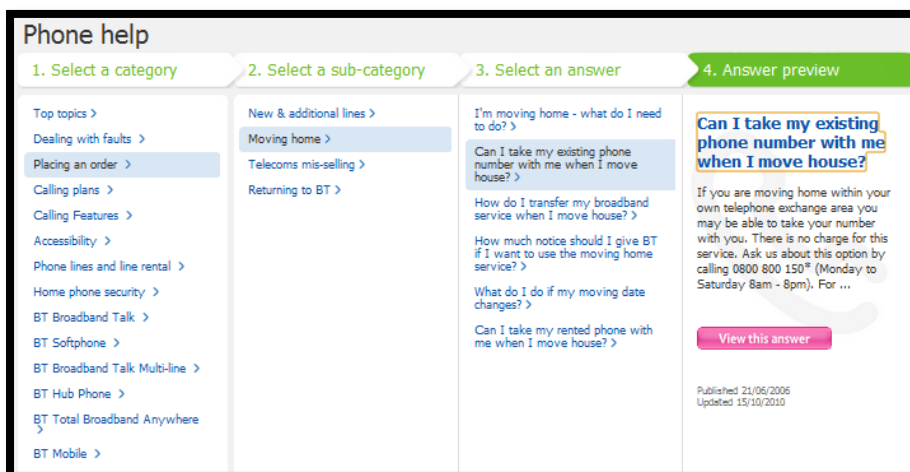 Phone help
1. Select a category
2. Select a sub-category
3. Select an answer
4. Answer preview
Top topics >
Dealing with faults >
Placing an order >
Calling plans >
Calling Features >
Accessibility >
Phone lines and line rental >
Home phone security >
BT Broadband Talk >
BT Softphone >
BT Broadband Talk Multi-line >
BT Hub Phone >
BT Total Broadband Anywhere
>
BT Mobile >
New & additional lines >
Moving home >
Telecoms mis-selling >
Returning to BT >
I'm moving home - what do I need
to do? >
Can I take my existing phone
number with me when I move
house? >
How do I transfer my broadband
service when I move house? >
How much notice should I give BT
if I want to use the moving home
service? >
What do I do if my moving date
changes? >
Can I take my rented phone with
me when I move house? >
Can I take my existing
phone number with me
when I move house?
If you are moving home within your
own telephone exchange area you
may be able to take your number
with you. There is no charge for this
service. Ask us about this option by
calling 0800 800 150* (Monday to
Saturday 8am - 8pm). For ...
View this answer
Published 21/06/2006
Updated 15/10/2010